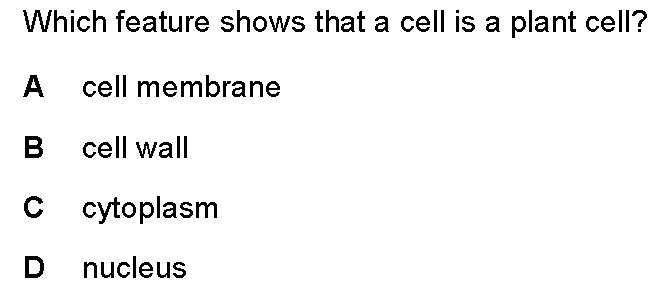 Which feature shows that a cell is a plant cell?
A cell membrane
B cell wall
C cytoplasm
D nucleus